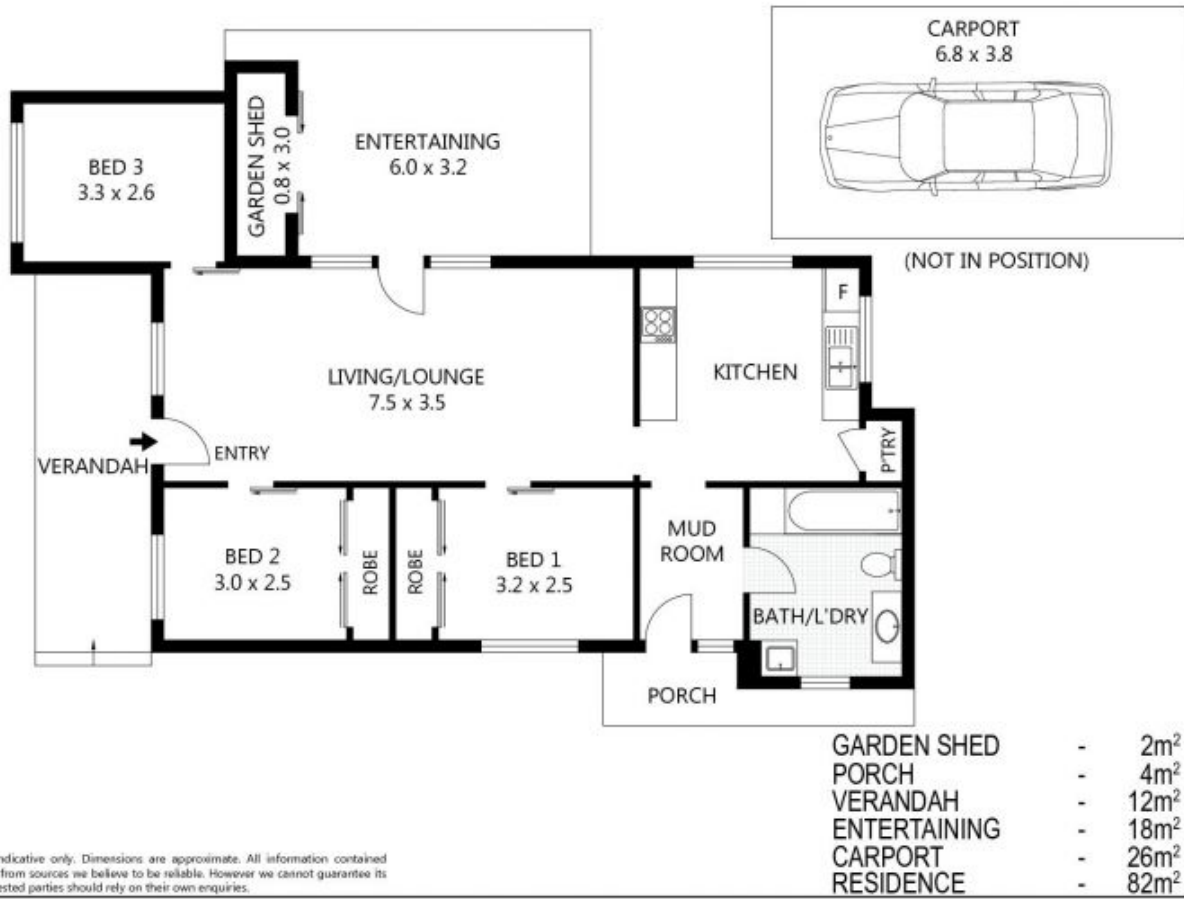 CARPORT
6.8 x 3.8
(NOT IN POSITION)
BED 3
3.3 x 2.6
GARDEN SHED
0.8 x 3.0
ENTERTAINING
6.0 x 3.2
F
LIVING/LOUNGE
7.5 x 3.5
KITCHEN
VERANDAH
ENTRY
P'TRY
BED 2
3.0 x 2.5
ROBE
ROBE
BED 1
3.2 x 2.5
MUD
ROOM
BATH/L'DRY
PORCH
GARDEN SHED - 2m²
PORCH - 4m²
VERANDAH - 12m²
ENTERTAINING - 18m²
CARPORT - 26m²
RESIDENCE - 82m²
indicative only. Dimensions are approximate. All information contained
from sources we believe to be reliable. However we cannot guarantee its
parties should rely on their own enquiries.